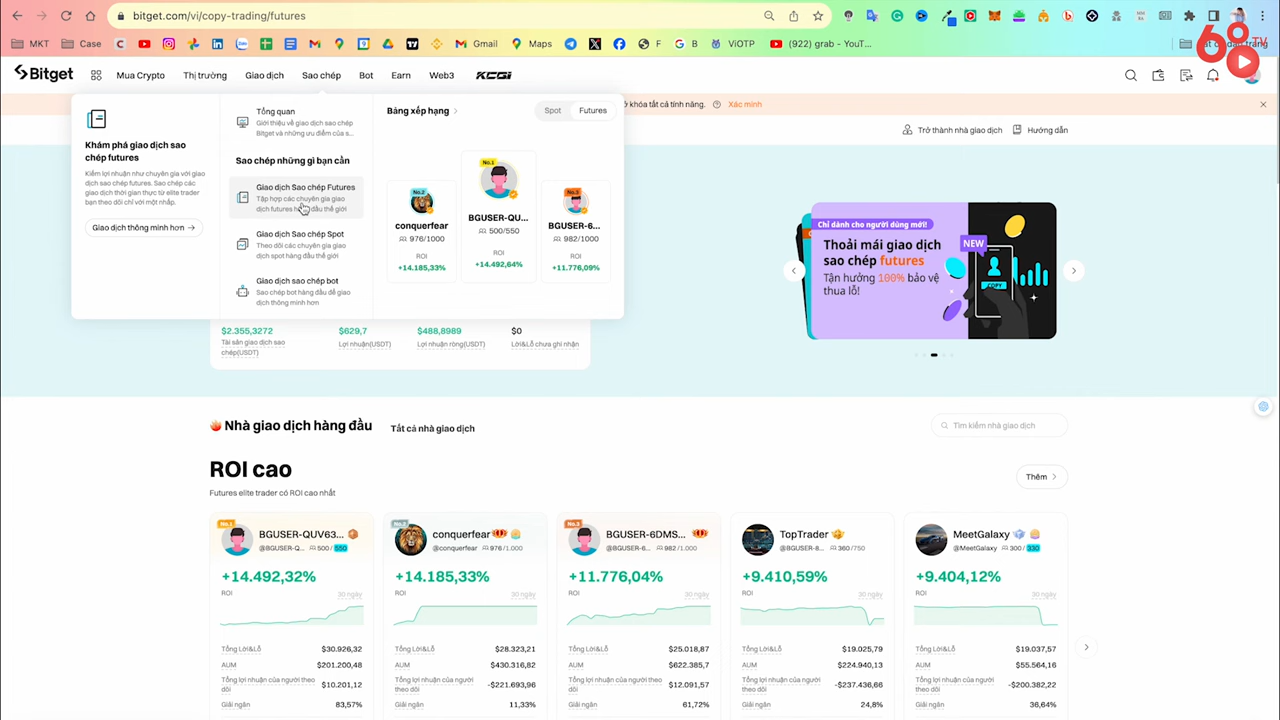 bitget.com/vi/copy-trading/futures
MKT
Case
Gmail
Maps
F
B
ViOTP
(922) grab - YouT...
68
TV
Bitget
Mua Crypto
Thị trường
Giao dịch
Sao chép
Bot
Earn
Web3
KCGI
khóa tất cả tính năng.
Xác minh
Trở thành nhà giao dịch
Hướng dẫn
Khám phá giao dịch sao
chép futures
Kiếm lợi nhuận như chuyên gia với giao
dịch sao chép futures. Sao chép các
giao dịch thời gian thực từ elite trader
bạn theo dõi chỉ với một nhấp.
Giao dịch thông minh hơn →
Tổng quan
Giới thiệu về giao dịch sao chép
Bitget và những ưu điểm của s...
Sao chép những gì bạn cần
Giao dịch Sao chép Futures
Tập hợp các chuyên gia giao
dịch futures đầu thế giới
Giao dịch Sao chép Spot
Theo dõi các chuyên gia giao
dịch spot hàng đầu thế giới
Giao dịch sao chép bot
Sao chép bot hàng đầu để giao
dịch thông minh hơn
Bảng xếp hạng
Spot
Futures
No.2
conquerfear
976/1000
ROI
+14.185,33%
No.1
BGUSER-QU...
500/550
ROI
+14.492,64%
No.3
BGUSER-6...
982/1000
ROI
+11.776,09%
Chỉ dành cho người dùng mới!
Thoải mái giao dịch
sao chép futures
Tận hưởng 100% bảo vệ
thua lỗ!
NEW
COPY
$2.355,3272
Tài sản giao dịch sao
chép(USDT)
$629,7
Lợi nhuận(USDT)
$488,8989
Lợi nhuận ròng(USDT)
$0
Lời&Lỗ chưa ghi nhận
Nhà giao dịch hàng đầu
Tất cả nhà giao dịch
Tìm kiếm nhà giao dịch
ROI cao
Futures elite trader có ROI cao nhất
Thêm
No.1
BGUSER-QUV63...
@BGUSER-Q... 500/550
+14.492,32%
ROI
30 ngày
Tổng Lời&Lỗ
$30.926,32
AUM
$201.200,48
Tổng lợi nhuận của người theo
dõi
$10.201,12
Giải ngân
83,57%
No.2
conquerfear
@conquerfear 976/1.000
+14.185,33%
ROI
30 ngày
Tổng Lời&Lỗ
$28.323,21
AUM
$430.316,82
Tổng lợi nhuận của người theo
dõi
-$221.693,96
Giải ngân
11,33%
No.3
BGUSER-6DMS...
@BGUSER-6... 982/1.000
+11.776,04%
ROI
30 ngày
Tổng Lời&Lỗ
$25.018,87
AUM
$622.385,7
Tổng lợi nhuận của người theo
dõi
$12.091,57
Giải ngân
61,72%
TopTrader
@BGUSER-8... 360/750
+9.410,59%
ROI
30 ngày
Tổng Lời&Lỗ
$19.025,79
AUM
$224.940,13
Tổng lợi nhuận của người
theo dõi
-$237.436,66
Giải ngân
24,8%
MeetGalaxy
@MeetGalaxy 300/330
+9.404,12%
ROI
30 ngày
Tổng Lời&Lỗ
$19.037,57
AUM
$55.564,16
Tổng lợi nhuận của người
theo dõi
-$200.382,22
Giải ngân
36,64%